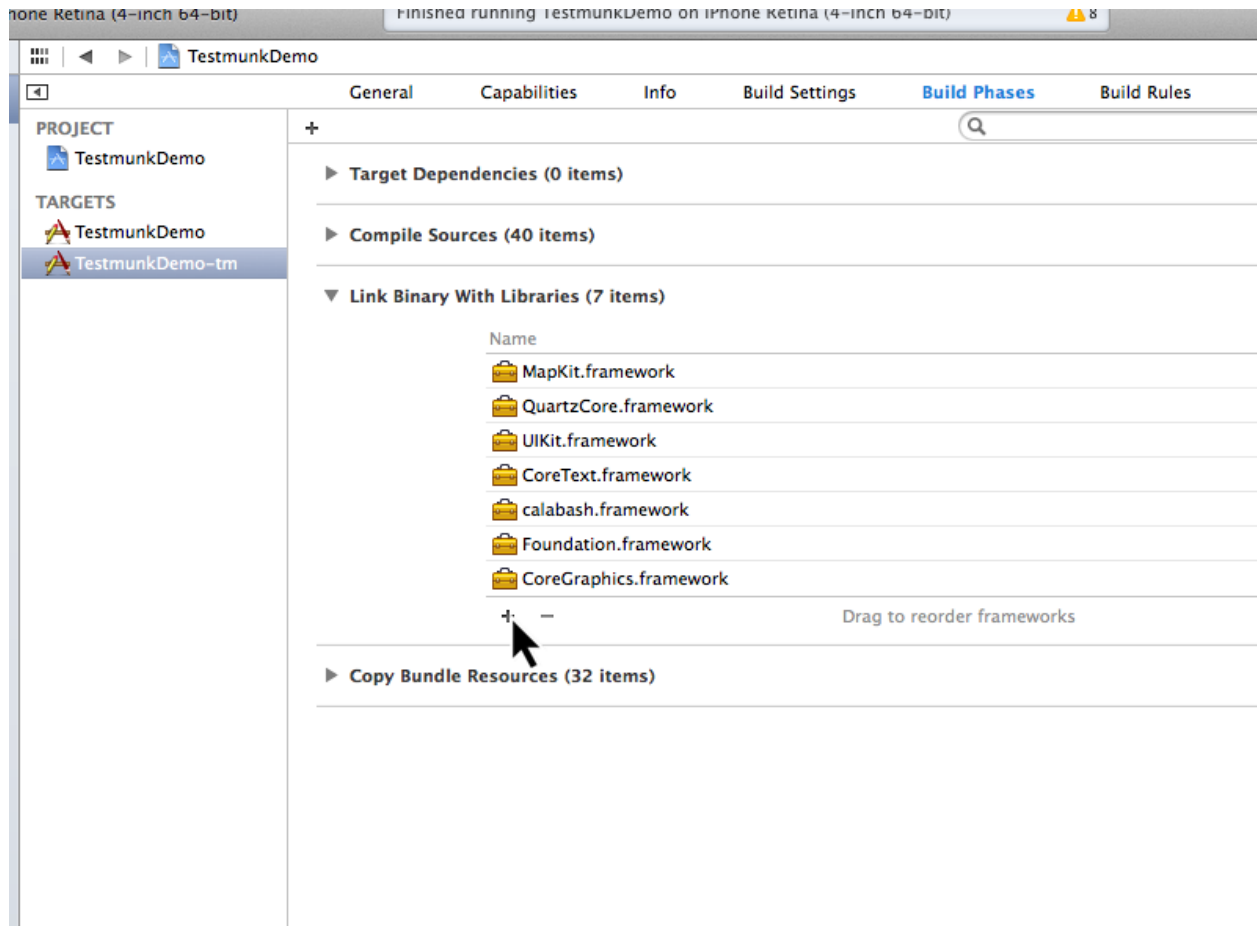 hone Retina (4-inch 64-bit) Finished running TestmunkDemo on iPhone Retina (4-inch 64-bit) 8
TestmunkDemo
General Capabilities Info Build Settings Build Phases Build Rules
PROJECT
TestmunkDemo
TARGETS
TestmunkDemo
TestmunkDemo-tm
Target Dependencies (0 items)
Compile Sources (40 items)
Link Binary With Libraries (7 items)
Name
MapKit.framework
QuartzCore.framework
UIKit.framework
CoreText.framework
calabash.framework
Foundation.framework
CoreGraphics.framework
Drag to reorder frameworks
Copy Bundle Resources (32 items)